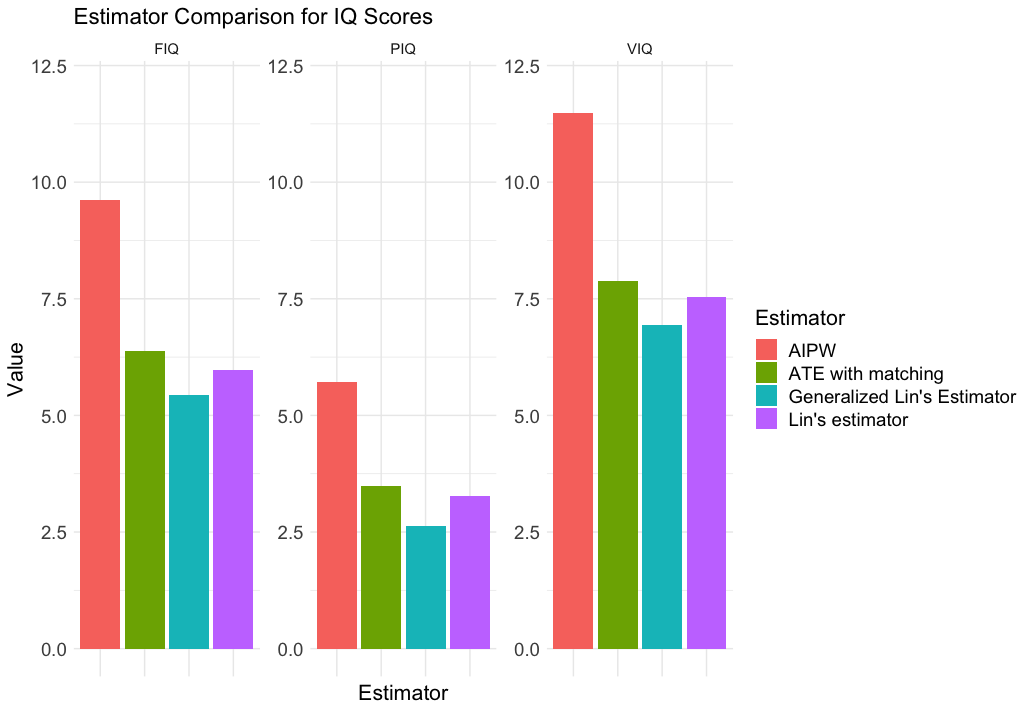 Estimator Comparison for IQ Scores
FIQ
PIQ
VIQ
12.5
10.0
7.5
5.0
2.5
0.0
12.5
10.0
7.5
5.0
2.5
0.0
12.5
10.0
7.5
5.0
2.5
0.0
Value
Estimator
Estimator
AIPW
ATE with matching
Generalized Lin's Estimator
Lin's estimator